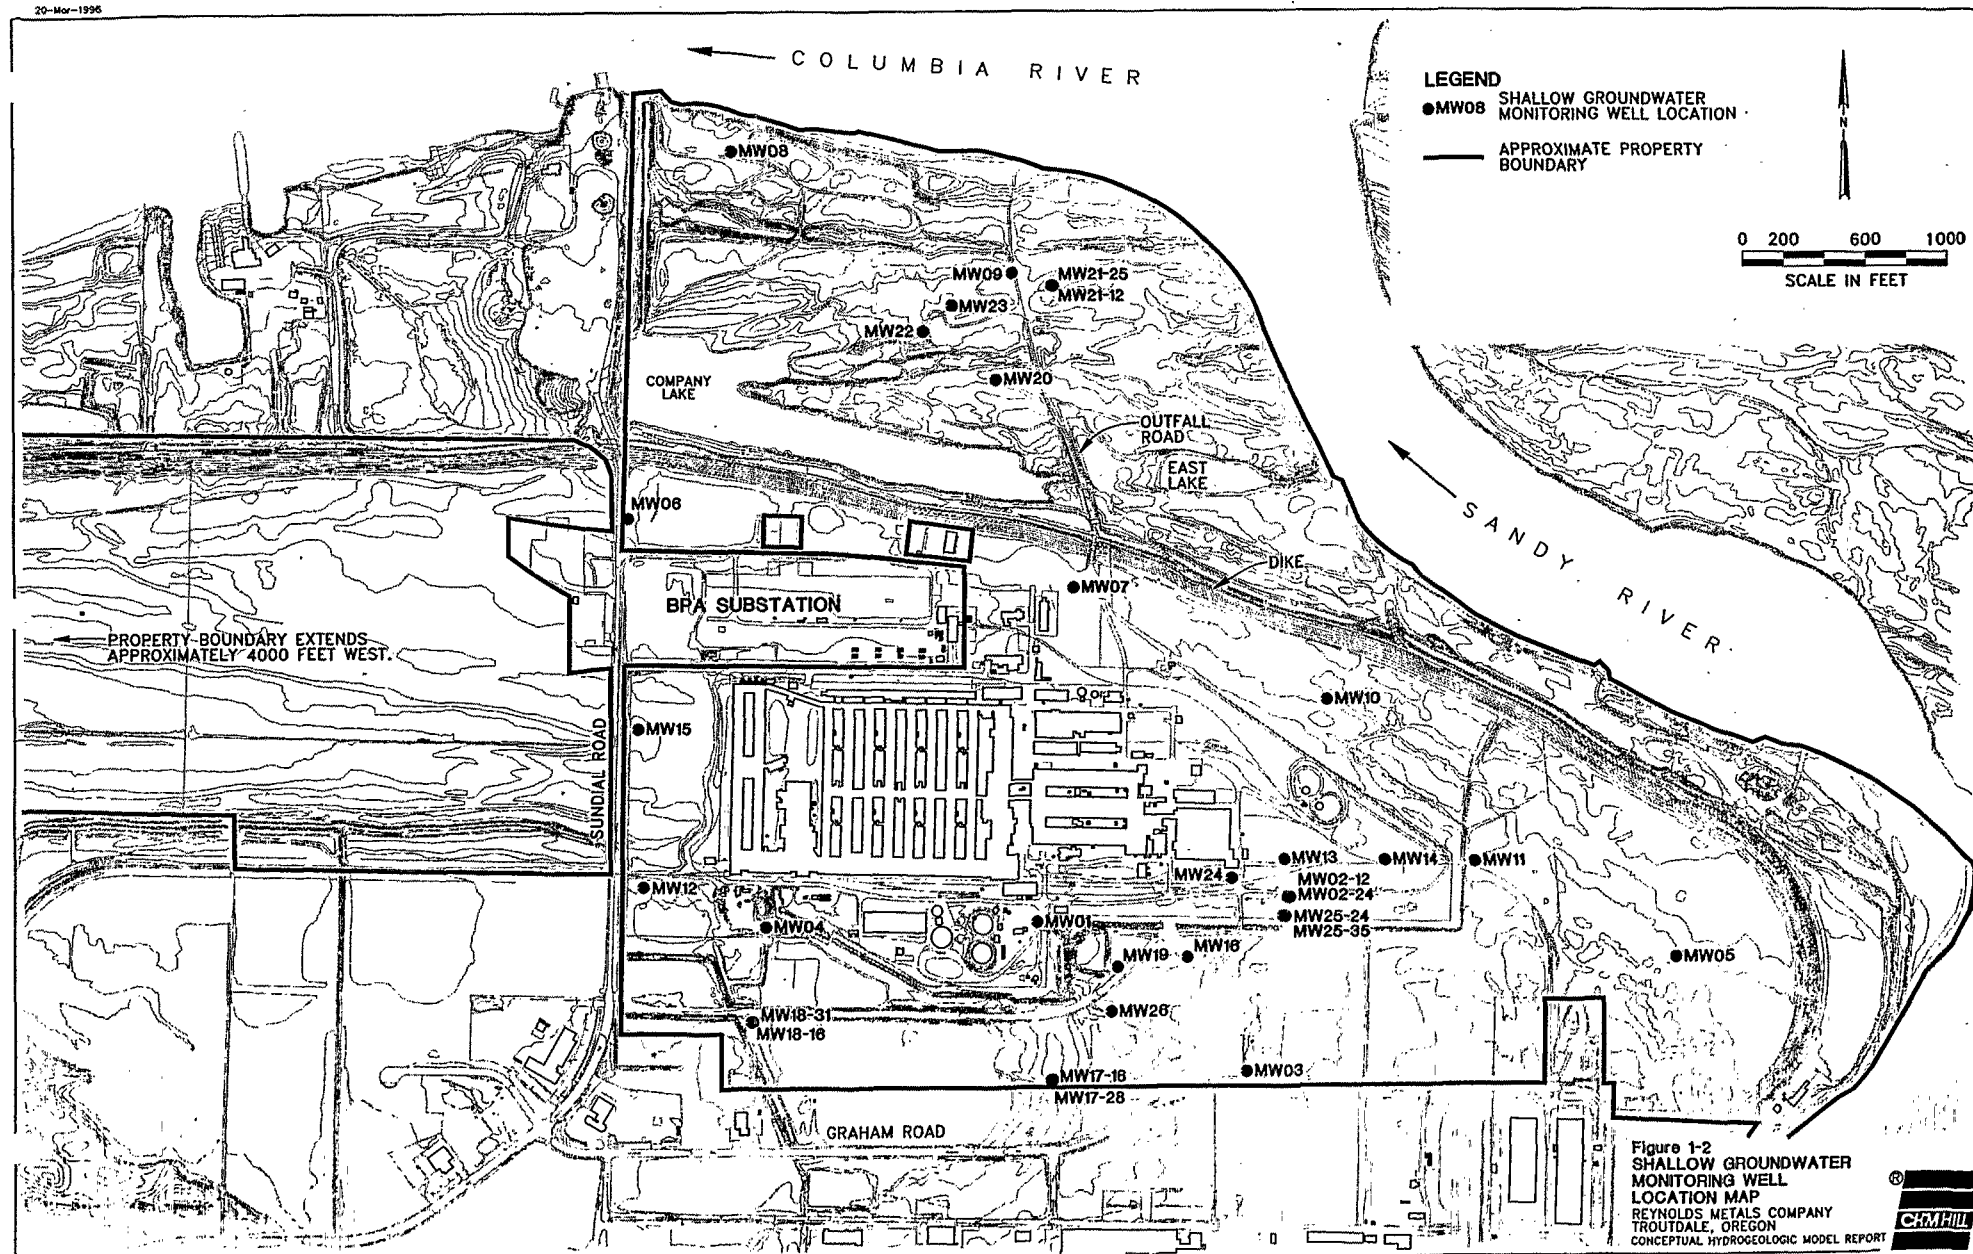 20-Mar-1996
COLUMBIA RIVER
LEGEND
MW08 SHALLOW GROUNDWATER
MONITORING WELL LOCATION
APPROXIMATE PROPERTY
BOUNDARY
N
0 200 600 1000
SCALE IN FEET
MW08
MW09
MW21-25
MW21-12
MW23
MW22
MW20
COMPANY
LAKE
OUTFALL
ROAD
EAST
LAKE
SANDY RIVER
MW06
DIKE
MW07
BPA SUBSTATION
PROPERTY BOUNDARY EXTENDS
APPROXIMATELY 4000 FEET WEST.
MW10
SUNDIAL ROAD
MW15
MW13
MW14
MW11
MW24
MW02-12
MW02-24
MW12
MW25-24
MW25-35
MW01
MW04
MW19
MW16
MW05
MW26
MW18-31
MW18-16
MW17-16
MW17-28
MW03
GRAHAM ROAD
Figure 1-2
SHALLOW GROUNDWATER
MONITORING WELL
LOCATION MAP
REYNOLDS METALS COMPANY
TROUTDALE, OREGON
CONCEPTUAL HYDROGEOLOGIC MODEL REPORT
®
CH2M HILL